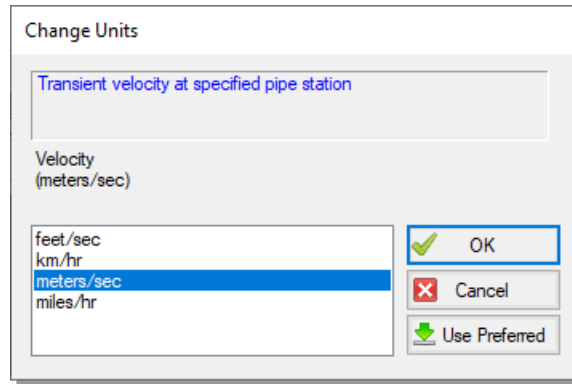 Change Units
Transient velocity at specified pipe station
Velocity
(meters/sec)
feet/sec
km/hr
meters/sec
miles/hr
OK
Cancel
Use Preferred